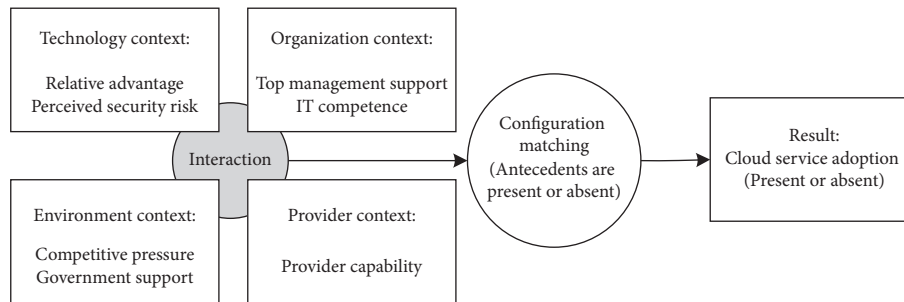 Technology context:
Relative advantage
Perceived security risk
Organization context:
Top management support
IT competence
Interaction
Environment context:
Competitive pressure
Government support
Provider context:
Provider capability
Configuration
matching
(Antecedents are
present or absent)
Result:
Cloud service adoption
(Present or absent)